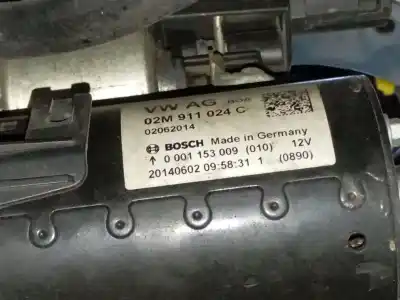 VW AG
02M 911 024 C
02062014
BOSCH Made in Germany
↑ 0 001 153 009 (010) 12V
20140602 09:58:31 1 (0890)